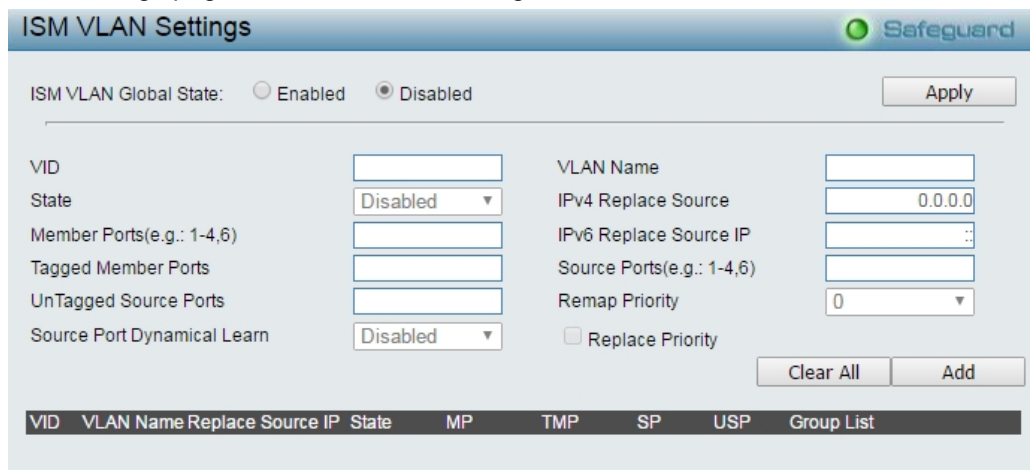 ISM VLAN Settings
Safeguard
ISM VLAN Global State: Enabled Disabled Apply
VID VLAN Name
State Disabled IPv4 Replace Source 0.0.0.0
Member Ports(e.g.: 1-4,6) IPv6 Replace Source IP ::
Tagged Member Ports Source Ports(e.g.: 1-4,6)
UnTagged Source Ports Remap Priority 0
Source Port Dynamical Learn Disabled Replace Priority
Clear All Add
VID VLAN Name Replace Source IP State MP TMP SP USP Group List